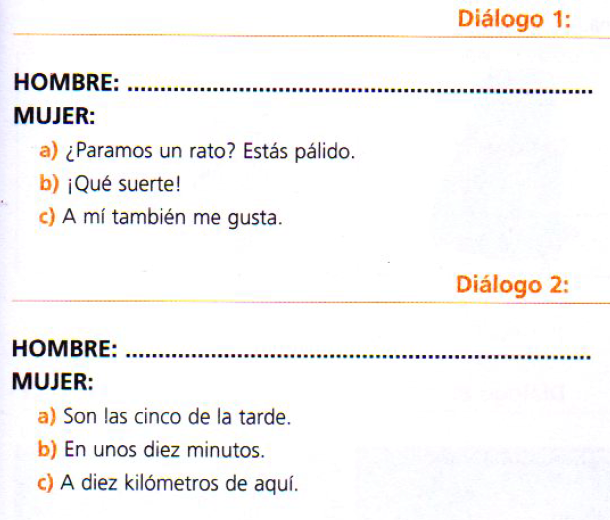 Diálogo 1:
HOMBRE: ................................................................................
MUJER:
a) ¿Paramos un rato? Estás pálido.
b) ¡Qué suerte!
c) A mí también me gusta.
Diálogo 2:
HOMBRE: ................................................................................
MUJER:
a) Son las cinco de la tarde.
b) En unos diez minutos.
c) A diez kilómetros de aquí.